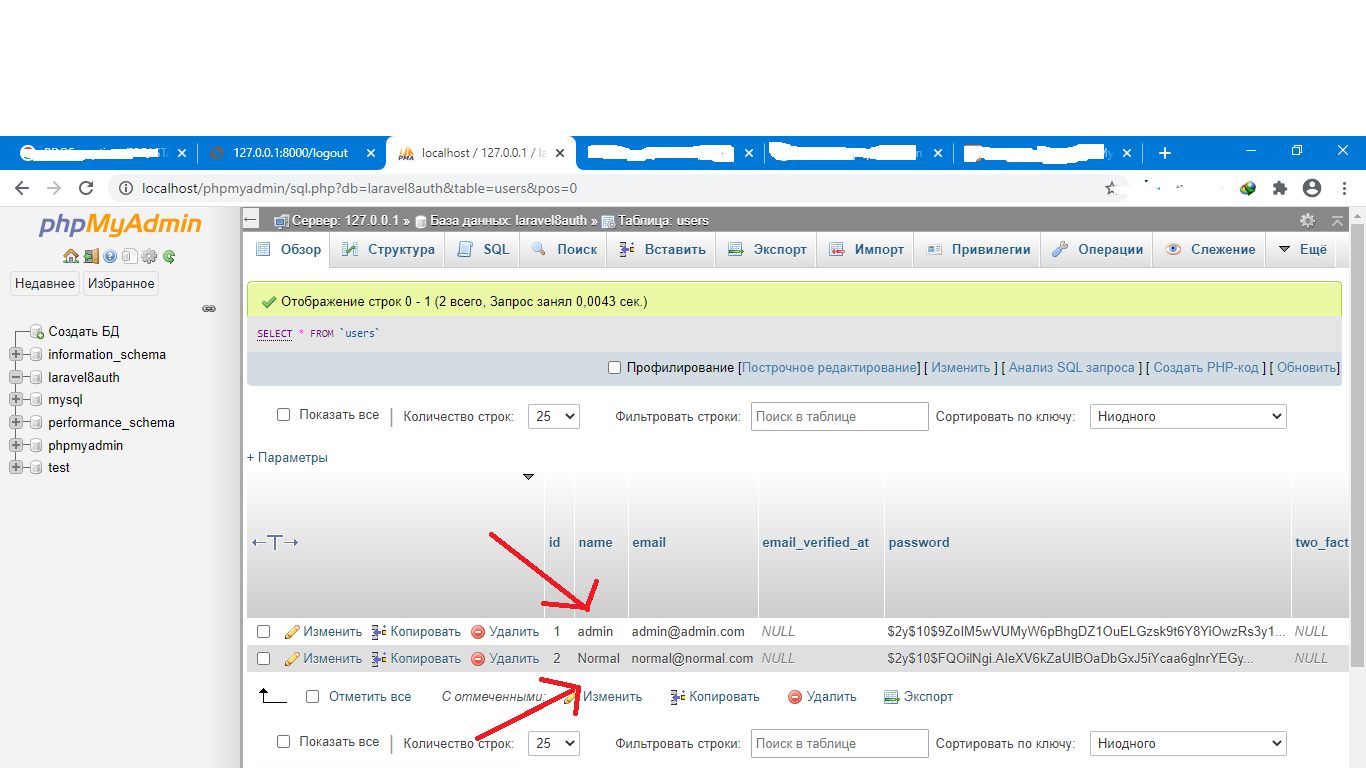 127.0.0.1:8000/logout
localhost / 127.0.0.1 / la
localhost/phpmyadmin/sql.php?db=laravel8auth&table=users&pos=0
phpMyAdmin
Недавнее Избранное
Создать БД
information_schema
laravel8auth
mysql
performance_schema
phpmyadmin
test
Сервер: 127.0.0.1 » База данных: laravel8auth » Таблица: users
Обзор Структура SQL Поиск Вставить Экспорт Импорт Привилегии Операции Слежение Ещё
Отображение строк 0 - 1 (2 всего, Запрос занял 0,0043 сек.)
SELECT * FROM `users`
Профилирование [Построчное редактирование] [ Изменить ] [ Анализ SQL запроса ] [ Создать PHP-код ] [ Обновить]
Показать все | Количество строк: 25 Фильтровать строки: Поиск в таблице Сортировать по ключу: Ниодного
+ Параметры
←T→ id name email email_verified_at password two_fact
Изменить Копировать Удалить 1 admin admin@admin.com NULL $2y$10$9ZoIM5wVUMyW6pBhgDZ1OuELGzsk9t6Y8YiOwzRs3y1... NULL
Изменить Копировать Удалить 2 Normal normal@normal.com NULL $2y$10$FQOilNgi.AIeXV6kZaUlBOaDbGxJ5iYcaa6glnrYEGy... NULL
Отметить все С отмеченными: Изменить Копировать Удалить Экспорт
Показать все | Количество строк: 25 Фильтровать строки: Поиск в таблице Сортировать по ключу: Ниодного